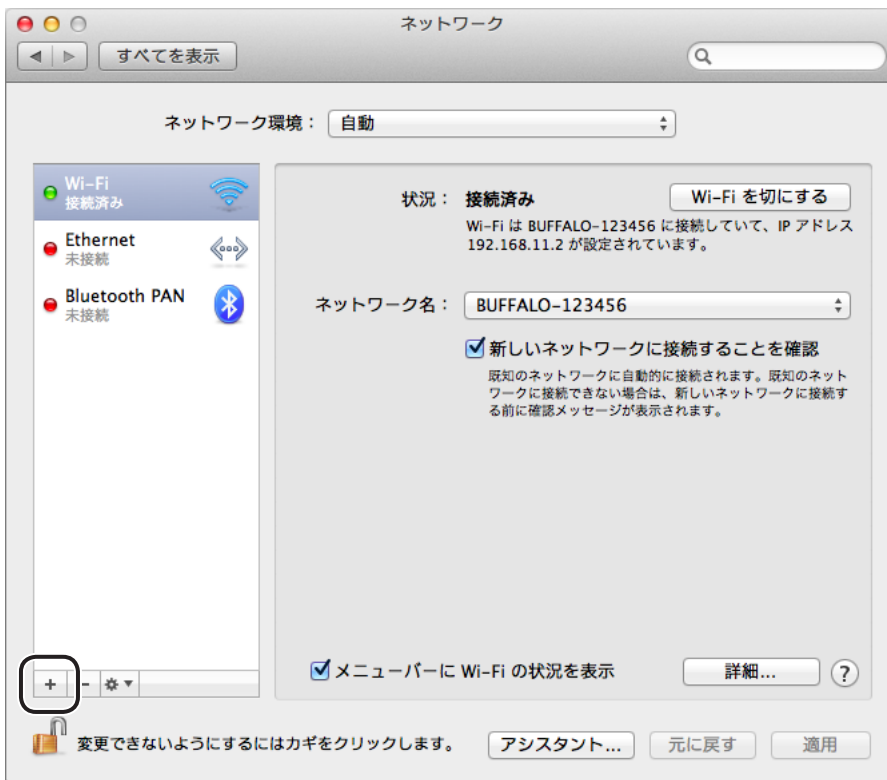 ネットワーク
すべてを表示
ネットワーク環境： 自動
Wi-Fi
接続済み
Ethernet
未接続
Bluetooth PAN
未接続
状況： 接続済み Wi-Fi を切にする
Wi-Fi は BUFFALO-123456 に接続していて、IP アドレス
192.168.11.2 が設定されています。
ネットワーク名： BUFFALO-123456
新しいネットワークに接続することを確認
既知のネットワークに自動的に接続されます。既知のネット
ワークに接続できない場合は、新しいネットワークに接続す
る前に確認メッセージが表示されます。
メニューバーに Wi-Fi の状況を表示 詳細... ?
+ −
変更できないようにするにはカギをクリックします。 アシスタント... 元に戻す 適用